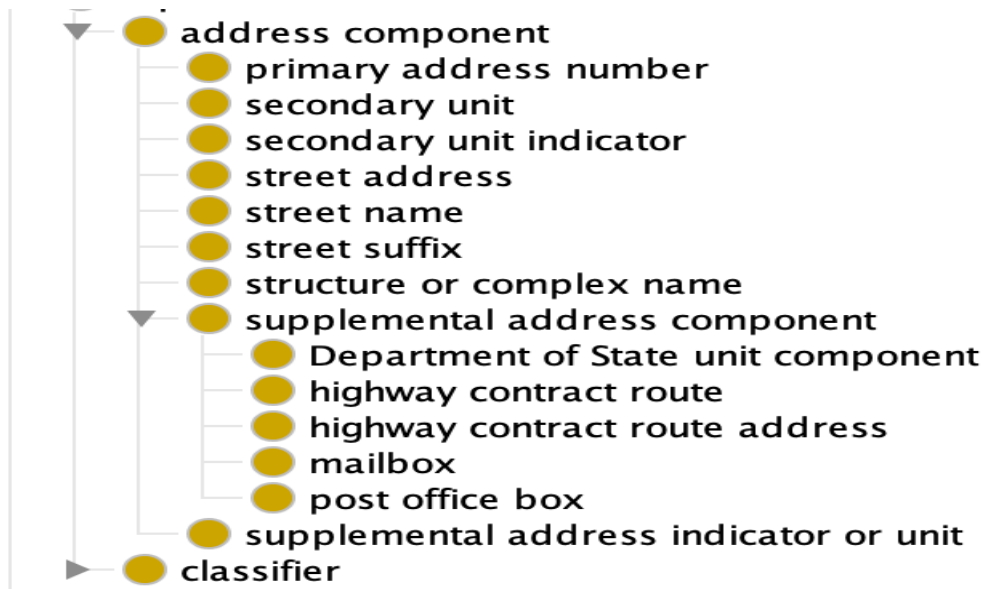 address component
primary address number
secondary unit
secondary unit indicator
street address
street name
street suffix
structure or complex name
supplemental address component
Department of State unit component
highway contract route
highway contract route address
mailbox
post office box
supplemental address indicator or unit
classifier